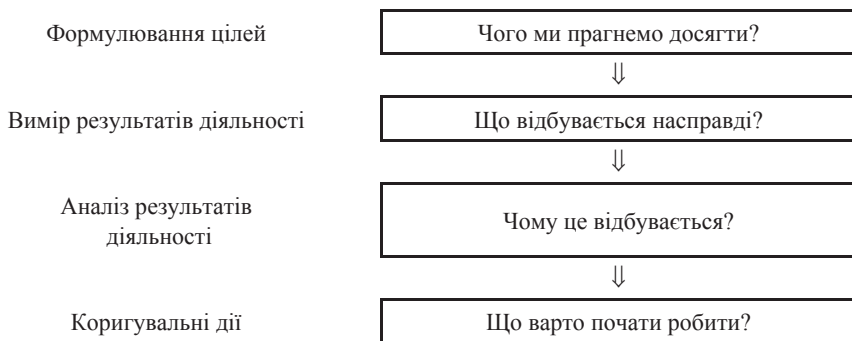 Формулювання цілей
Чого ми прагнемо досягти?
⇓
Вимір результатів діяльності
Що відбувається насправді?
⇓
Аналіз результатів
діяльності
Чому це відбувається?
⇓
Коригувальні дії
Що варто почати робити?